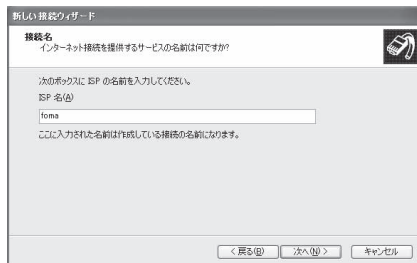 新しい接続ウィザード
接続名
インターネット接続を提供するサービスの名前は何ですか?
次のボックスに ISP の名前を入力してください。
ISP 名(A)
foma
ここに入力された名前は作成している接続の名前になります。
< 戻る(B)
次へ(N) >
キャンセル